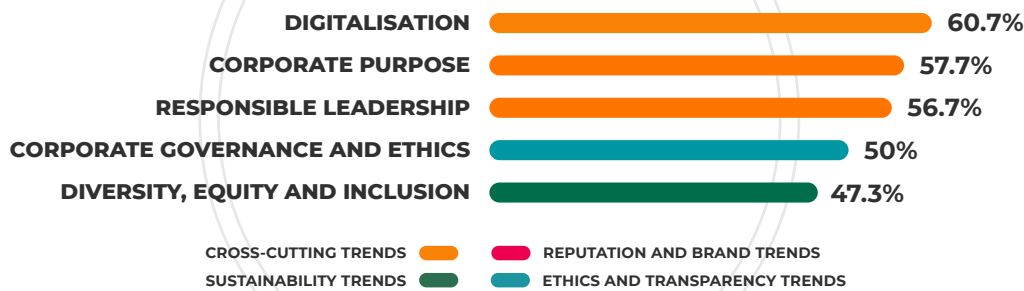 DIGITALISATION 60.7%
CORPORATE PURPOSE 57.7%
RESPONSIBLE LEADERSHIP 56.7%
CORPORATE GOVERNANCE AND ETHICS 50%
DIVERSITY, EQUITY AND INCLUSION 47.3%
CROSS-CUTTING TRENDS REPUTATION AND BRAND TRENDS
SUSTAINABILITY TRENDS ETHICS AND TRANSPARENCY TRENDS